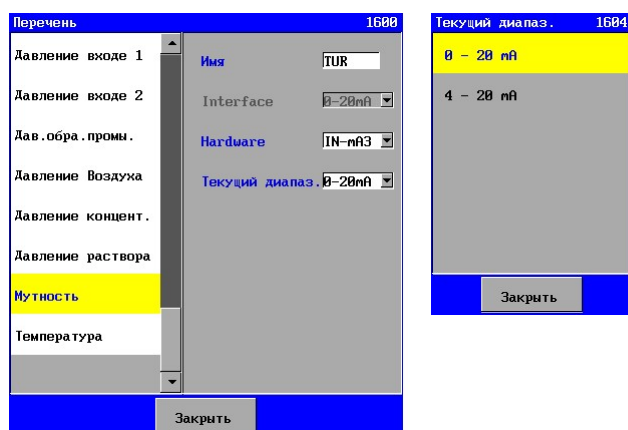 Перечень 1600
Давление входе 1
Давление входе 2
Дав.обра.промы.
Давление Воздуха
Давление концент.
Давление раствора
Мутность
Температура
Имя TUR
Interface 0-20mA
Hardware IN-mA3
Текущий диапаз. 0-20mA
Закрыть
Текущий диапаз. 1604
0 - 20 mA
4 - 20 mA
Закрыть